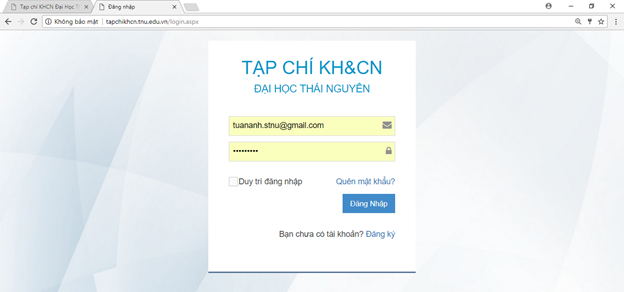 Tạp chí KHCN Đại Học Th
Đăng nhập
Không bảo mật | tapchikhcn.tnu.edu.vn/login.aspx
TẠP CHÍ KH&CN
ĐẠI HỌC THÁI NGUYÊN
tuananh.stnu@gmail.com
•••••••••
Duy trì đăng nhập Quên mật khẩu?
Đăng Nhập
Bạn chưa có tài khoản? Đăng ký